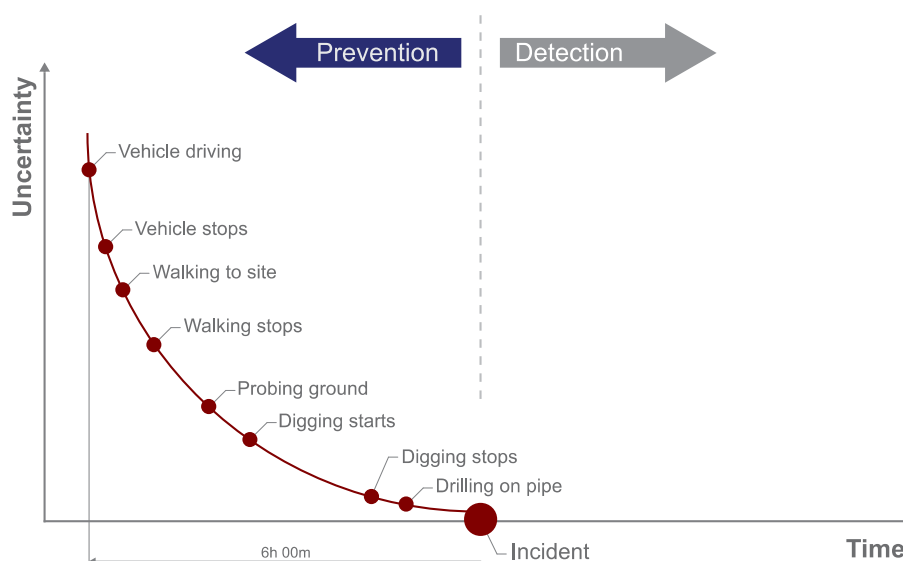 Prevention
Detection
Uncertainty
Vehicle driving
Vehicle stops
Walking to site
Walking stops
Probing ground
Digging starts
Digging stops
Drilling on pipe
Incident
Time
6h 00m